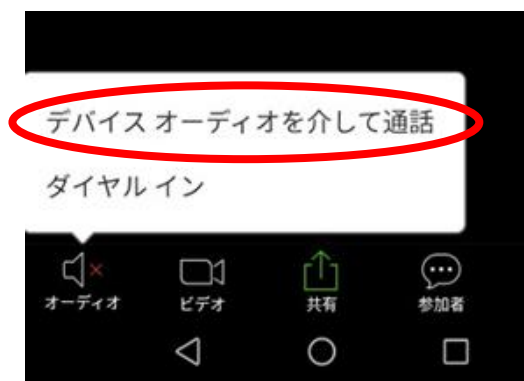 デバイス オーディオを介して通話
ダイヤル イン
オーディオ
ビデオ
共有
参加者